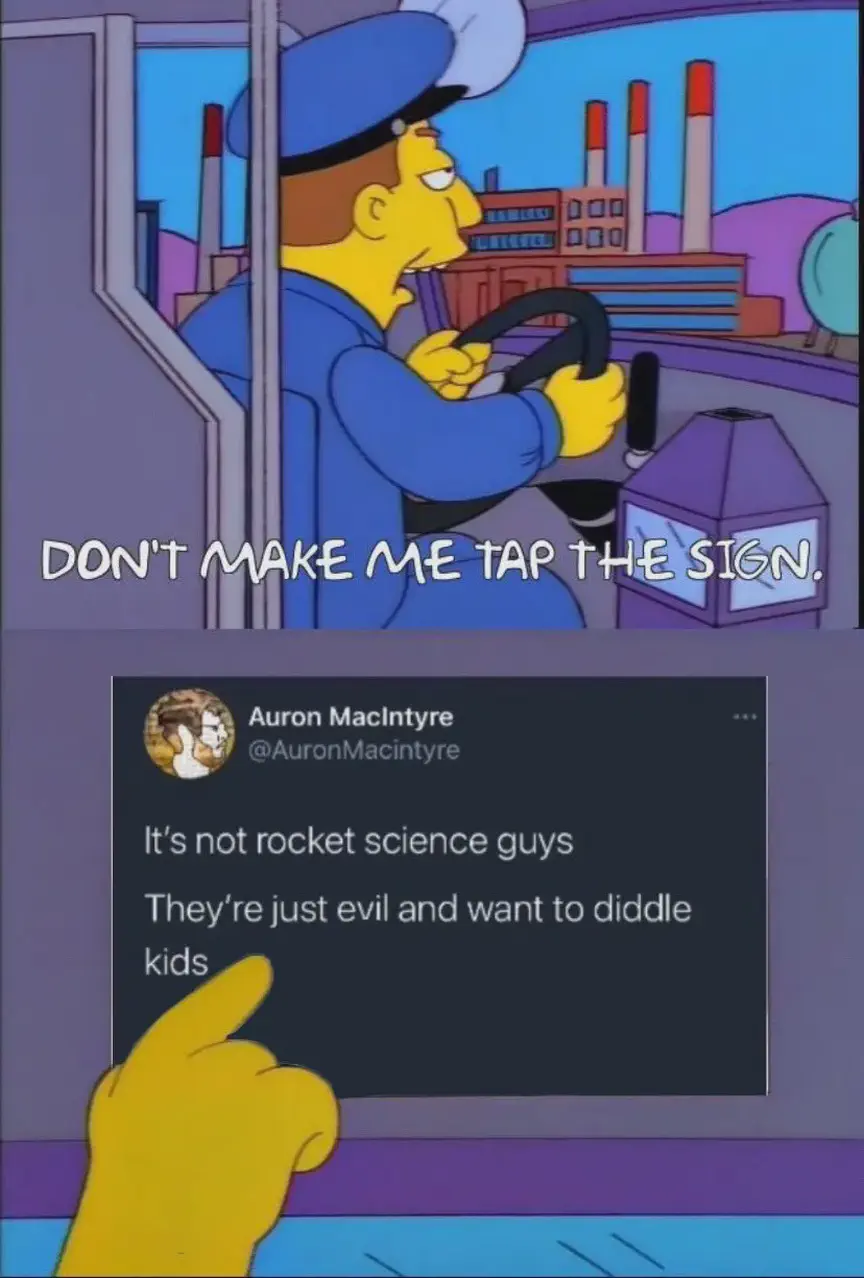 DON'T MAKE ME TAP THE SIGN.
Auron MacIntyre
@AuronMacintyre
It's not rocket science guys
They're just evil and want to diddle
kids